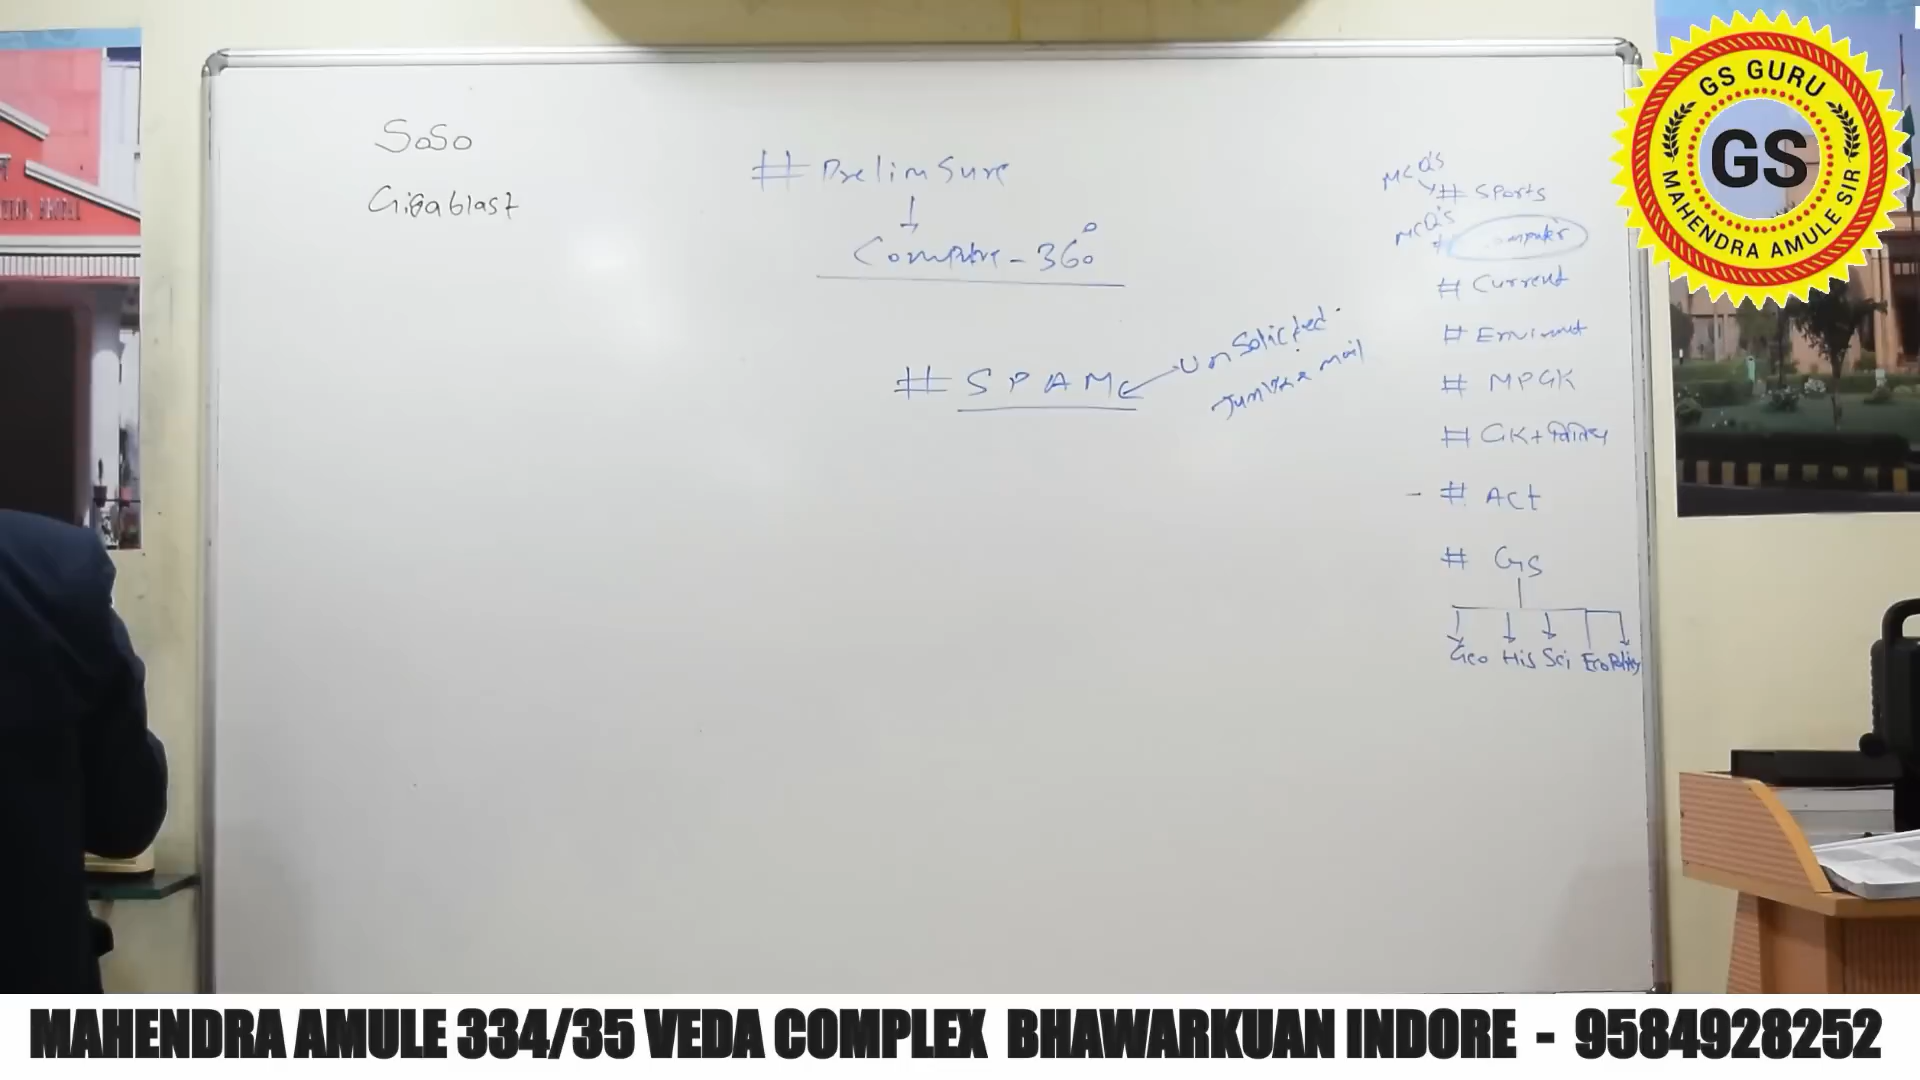 SoSo
Gigablast
# Prelim Sure
Computer - 360°
# SPAM
Unsolicited
Junk e mail
MCQ's
# Sports
MCQ's
# Computer
# Current
# MPGK
# GK + विविध
- # Act
# GS
Geo His Sci Eco Polity
GS GURU
GS
MAHENDRA AMULE SIR
MAHENDRA AMULE 334/35 VEDA COMPLEX BHAWARKUAN INDORE - 9584928252